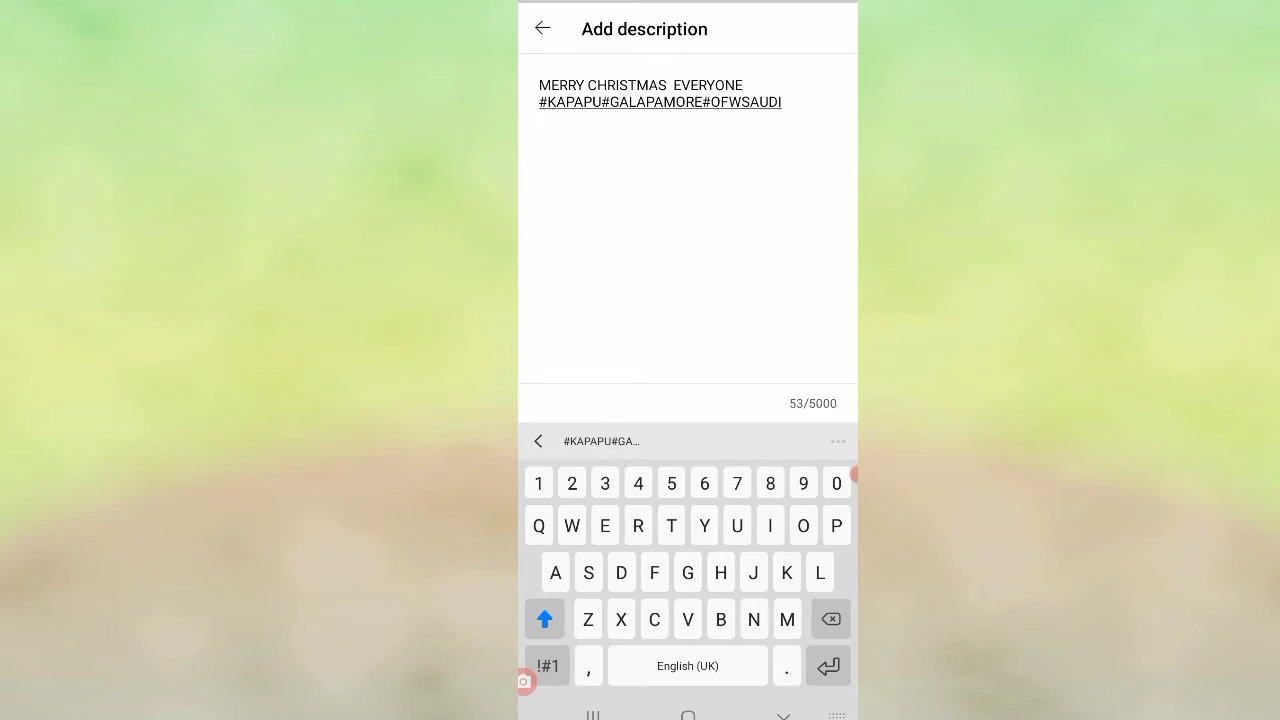 Add description
MERRY CHRISTMAS  EVERYONE
#KAPAPU#GALAPAMORE#OFWSAUDI
53/5000
#KAPAPU#GA...
1 2 3 4 5 6 7 8 9 0
Q W E R T Y U I O P
A S D F G H J K L
Z X C V B N M
!#1 , English (UK) .